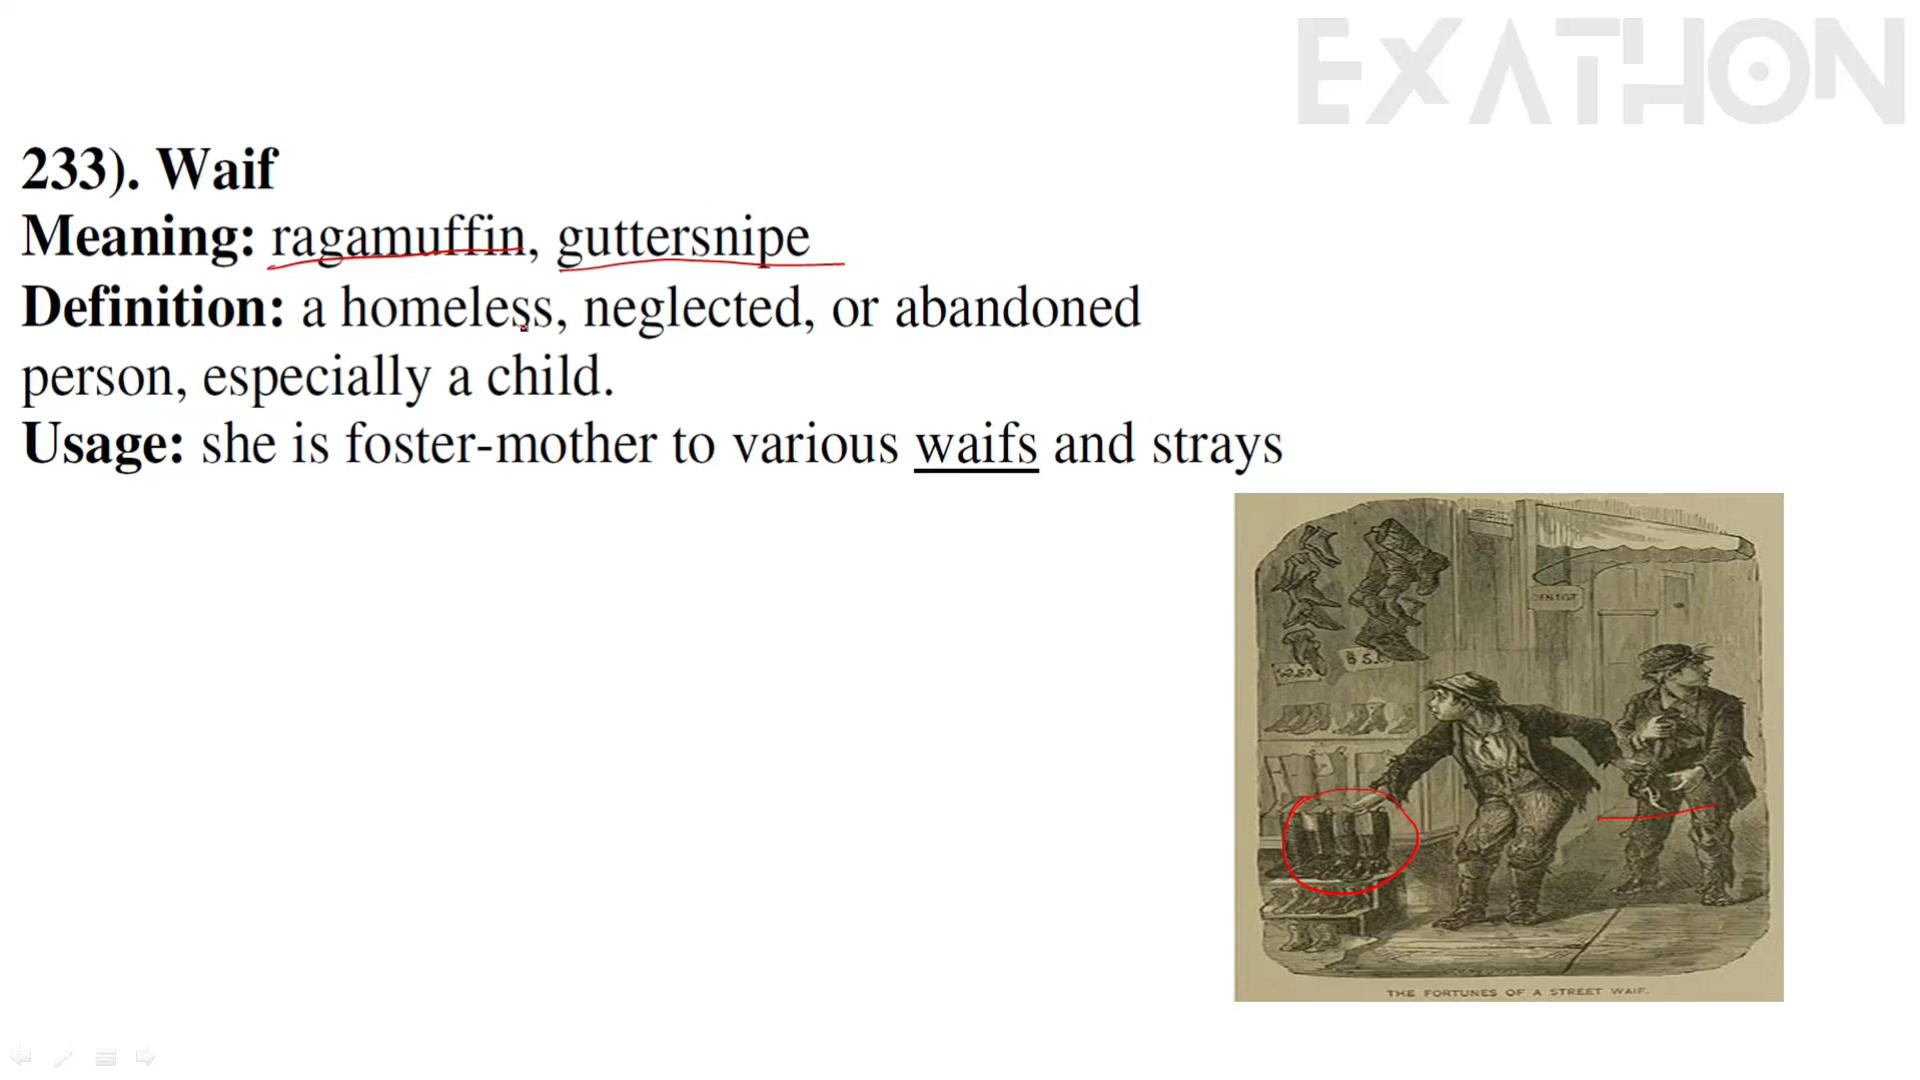 EXATHON
233). Waif
Meaning: ragamuffin, guttersnipe
Definition: a homeless, neglected, or abandoned
person, especially a child.
Usage: she is foster-mother to various waifs and strays
DENTIST
THE FORTUNES OF A STREET WAIF.